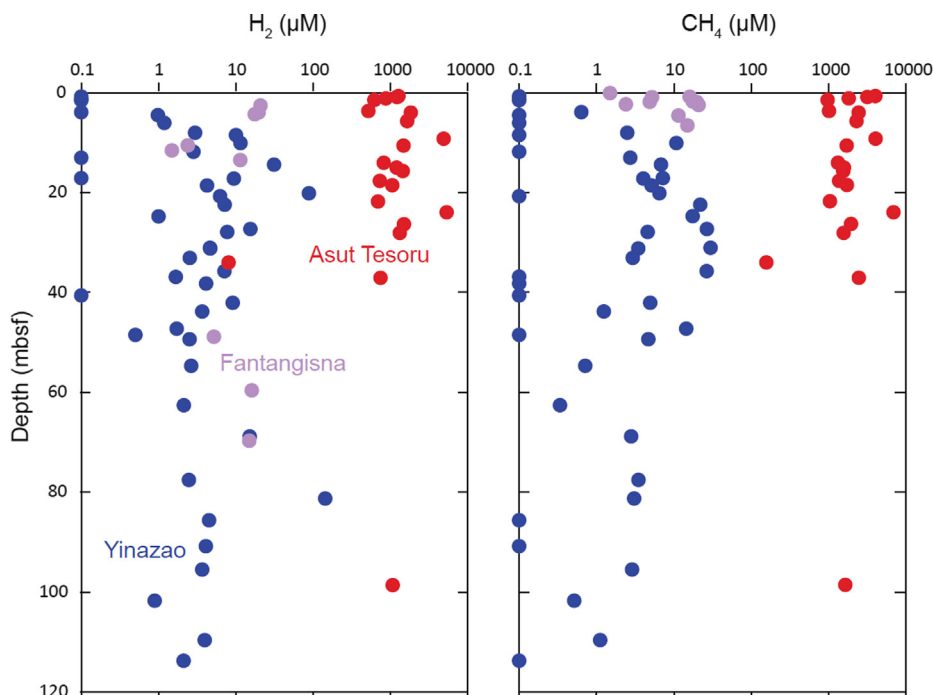 H₂ (μM) CH₄ (μM)
0.1 1 10 100 1000 10000 0.1 1 10 100 1000 10000
0
20
Asut Tesoru
40
Fantangisna
60
Depth (mbsf)
80
Yinazao
100
120